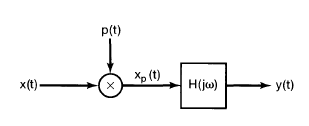 p(t)
x(t) × xₚ(t) H(jω) y(t)